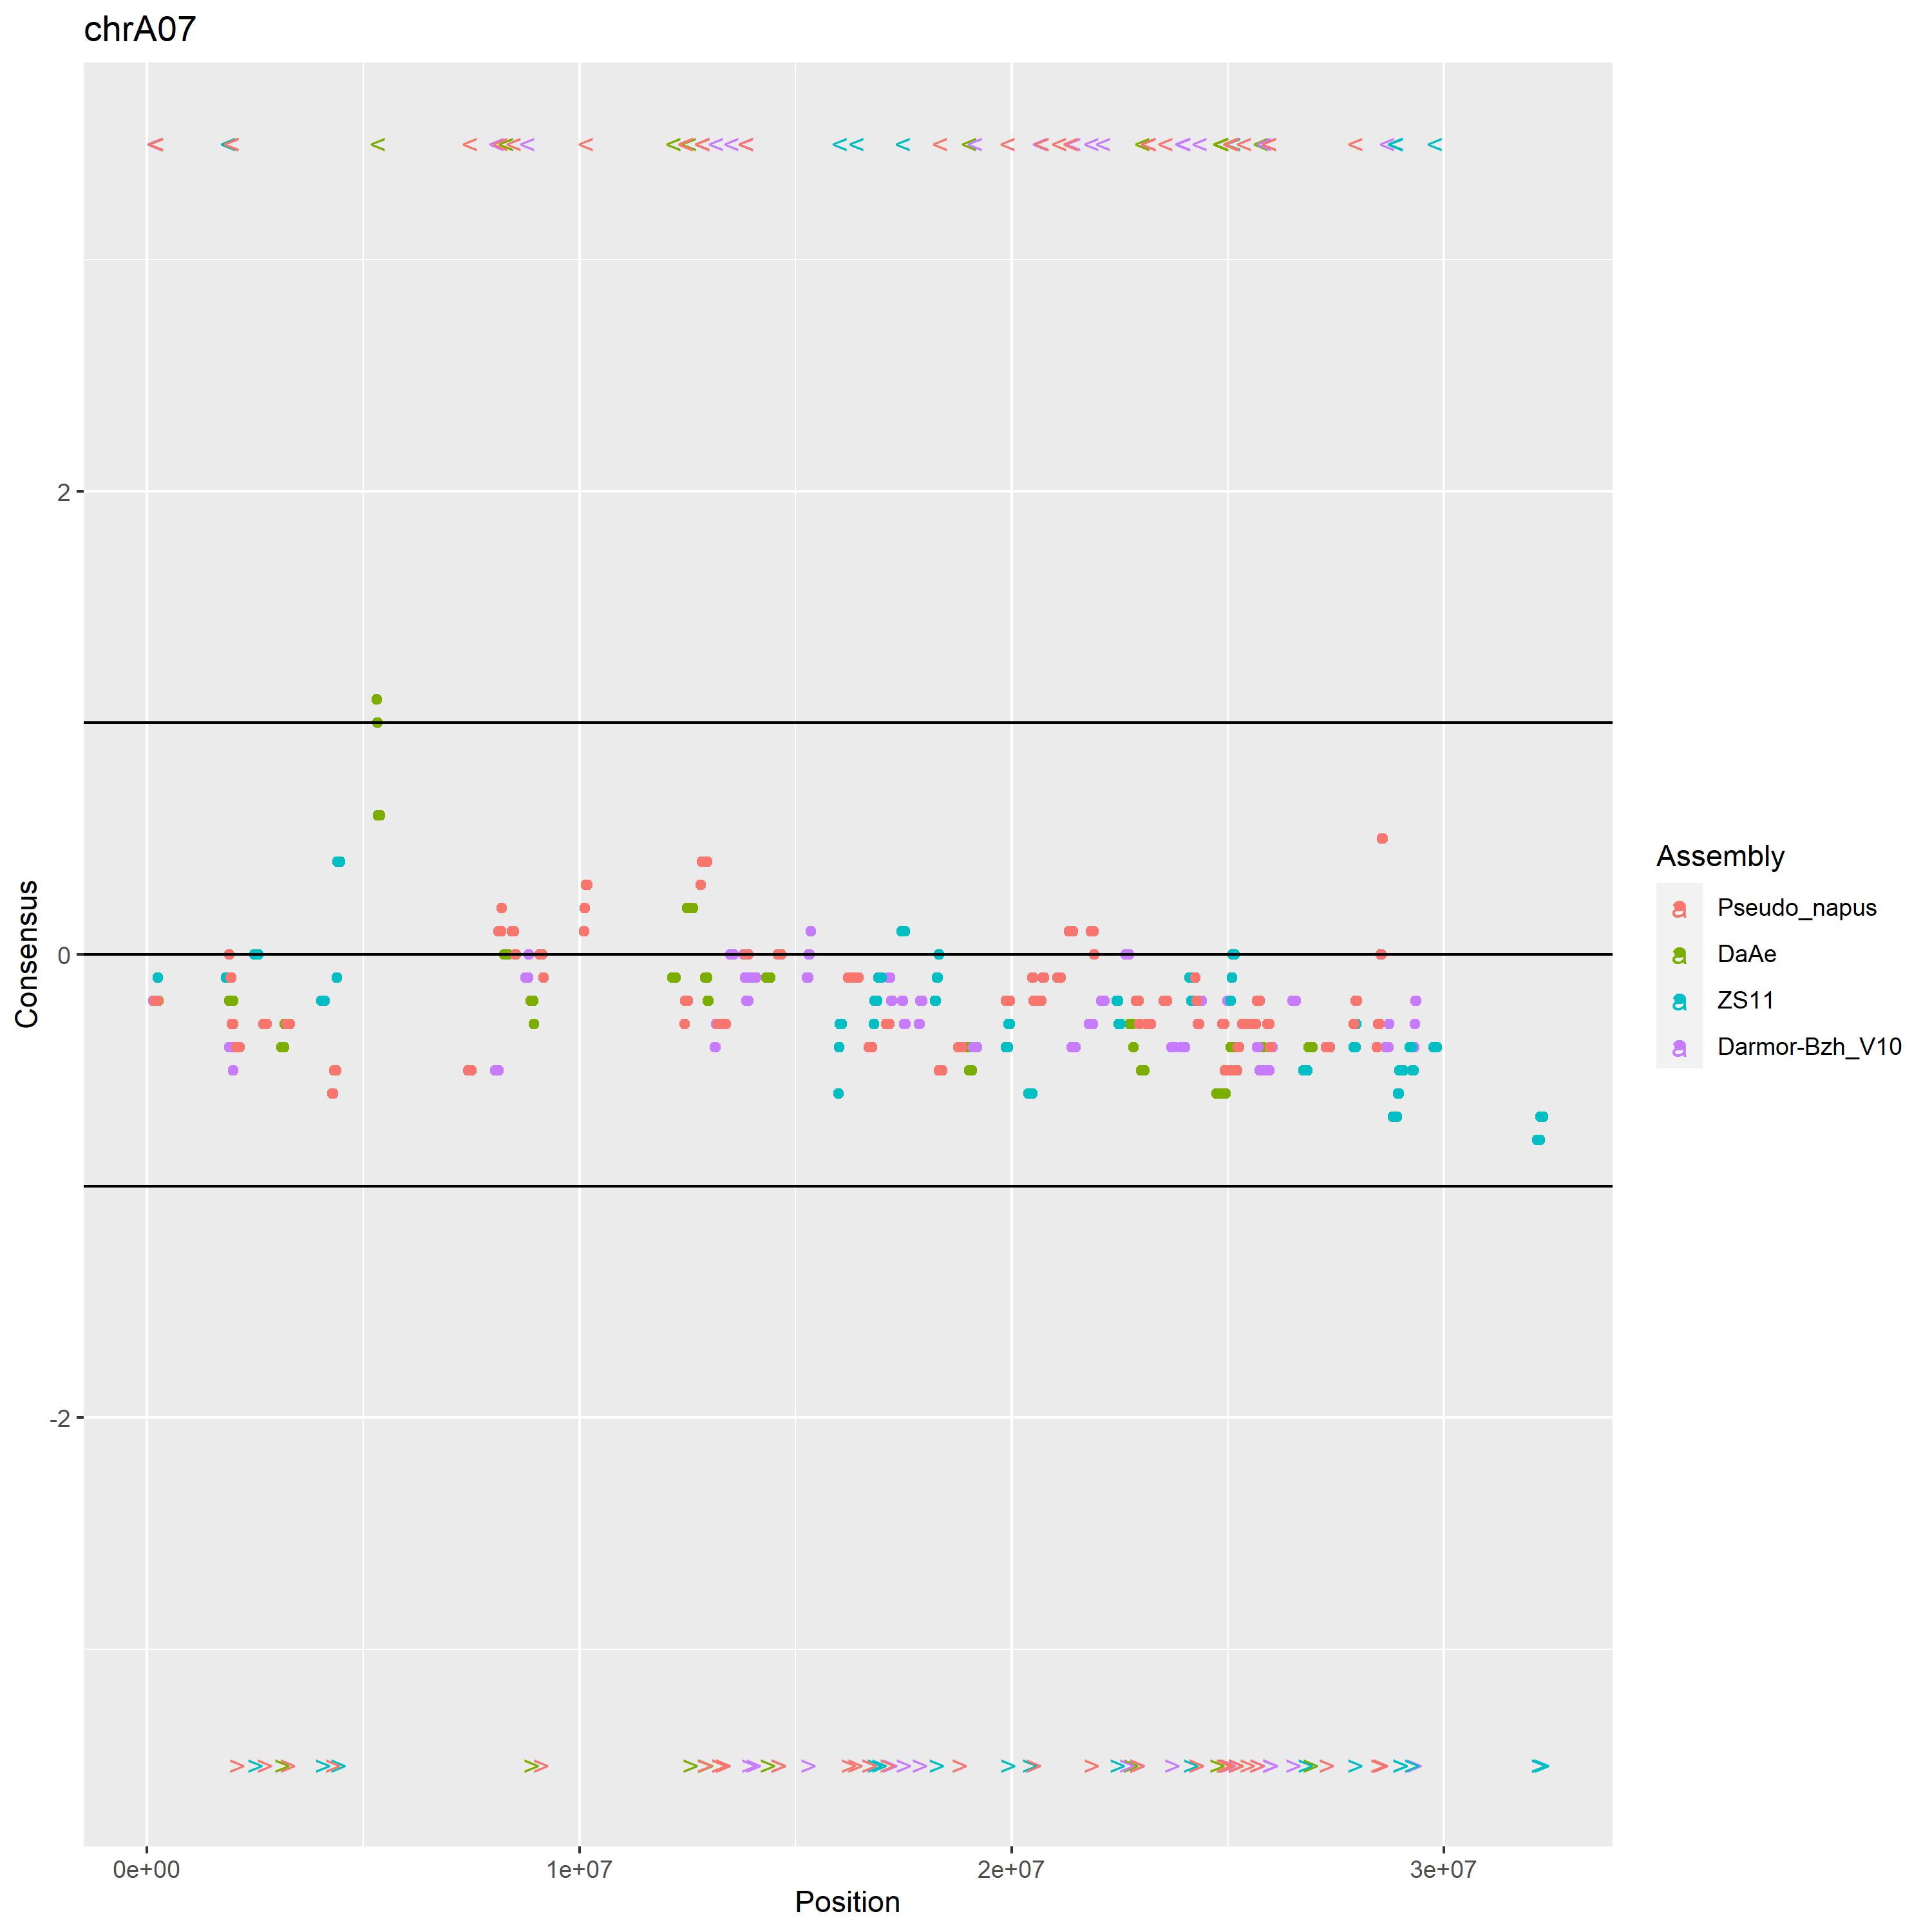 chrA07
2
0
-2
Consensus
0e+00 1e+07 2e+07 3e+07
Position
Assembly
a Pseudo_napus
a DaAe
a ZS11
a Darmor-Bzh_V10